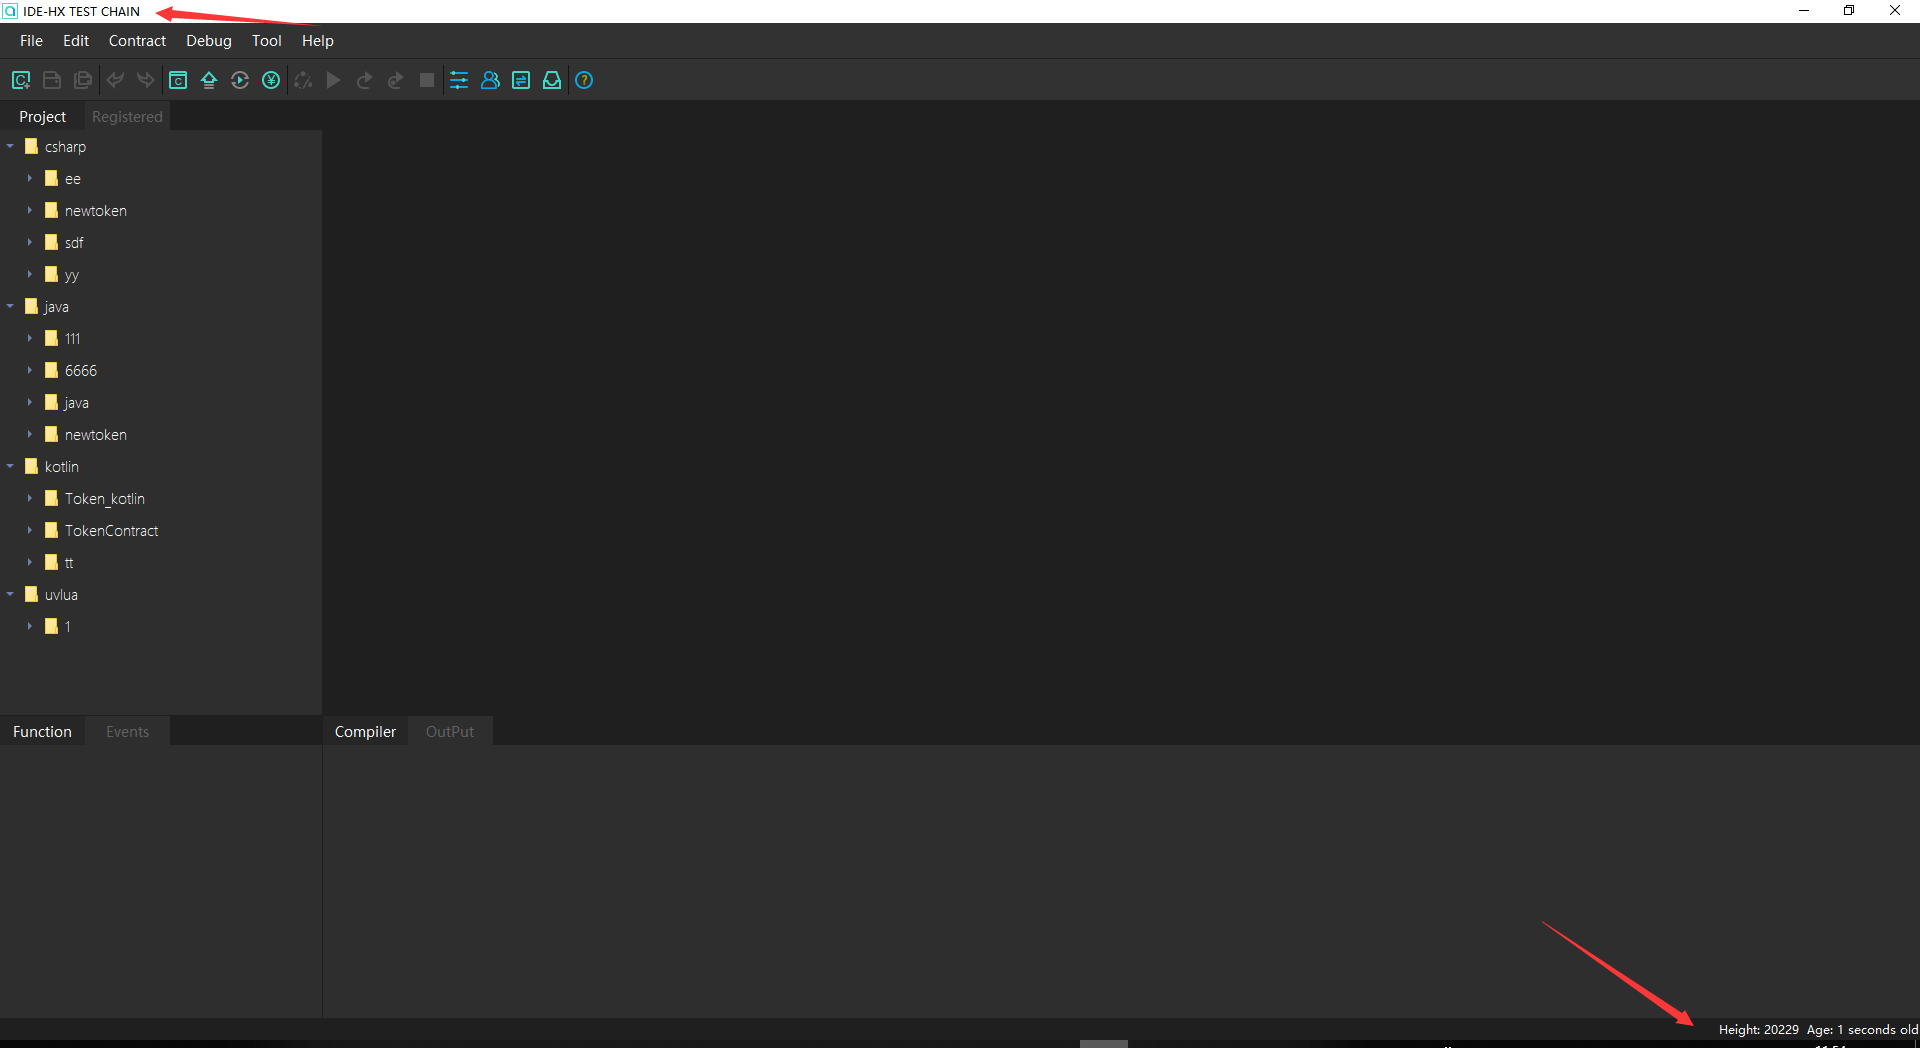 IDE-HX TEST CHAIN
File Edit Contract Debug Tool Help
Project Registered
csharp
ee
newtoken
sdf
yy
java
111
6666
java
newtoken
kotlin
Token_kotlin
TokenContract
tt
uvlua
1
Function Events
Compiler OutPut
Height: 20229 Age: 1 seconds old